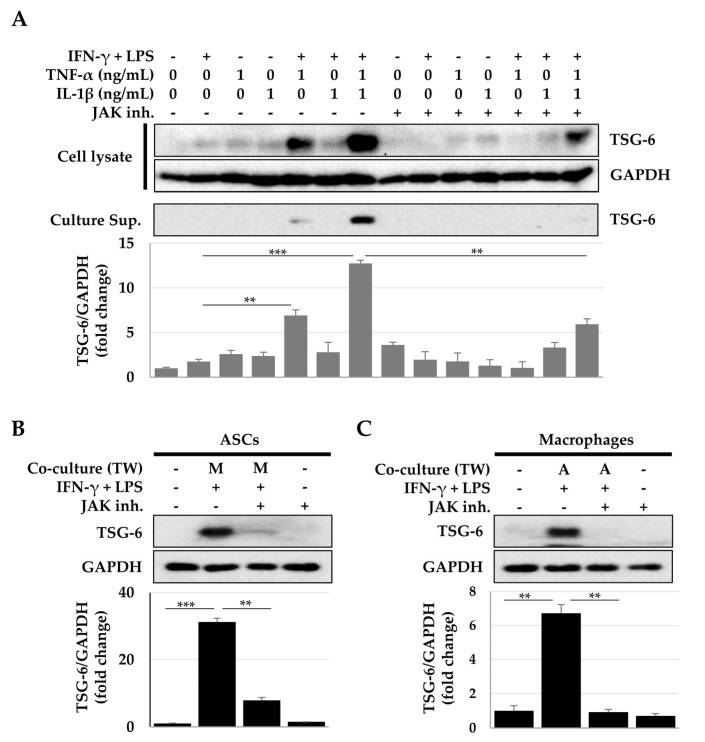 A
IFN-γ + LPS - + - - + + + - + - - + + +
TNF-α (ng/mL) 0 0 1 0 1 0 1 0 0 1 0 1 0 1
IL-1β (ng/mL) 0 0 0 1 0 1 1 0 0 0 1 0 1 1
JAK inh. - - - - - - - + + + + + + +
Cell lysate
TSG-6
GAPDH
Culture Sup.
TSG-6
TSG-6/GAPDH
(fold change)
15
10
5
0
***
**
**
B
ASCs
Co-culture (TW) - M M -
IFN-γ + LPS - + + -
JAK inh. - - + +
TSG-6
GAPDH
TSG-6/GAPDH
(fold change)
40
20
0
***
**
C
Macrophages
Co-culture (TW) - A A -
IFN-γ + LPS - + + -
JAK inh. - - + +
TSG-6
GAPDH
TSG-6/GAPDH
(fold change)
8
6
4
2
0
**
**